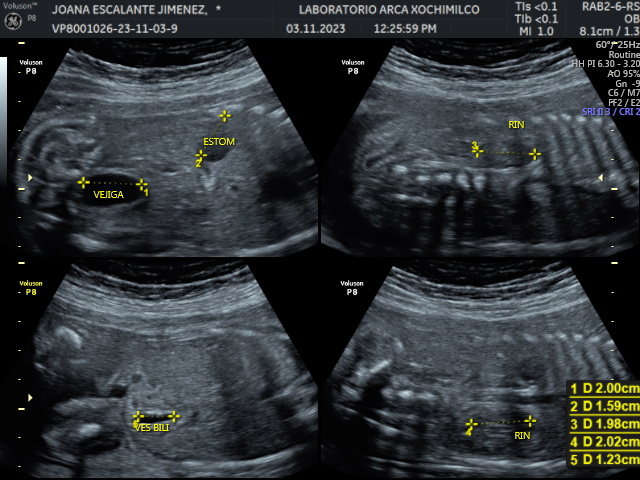 Voluson™ P8
JOANA ESCALANTE JIMENEZ, *
LABORATORIO ARCA XOCHIMILCO
TIs <0.1
RAB2-6-RS
VP8001026-23-11-03-9
03.11.2023
12:25:59 PM
TIb <0.1
OB
MI 1.0
8.1cm / 1.3
60°/ 25Hz
Routine
HH PI 6.30 - 3.20
AO 95%
Gn -9
C6 / M7
PF2 / E2
SRI II 3 / CRI 2
Voluson
P8
ESTOM
2
VEJIGA
1
Voluson
P8
RIN
3
Voluson
P8
VES BILI
Voluson
P8
4
RIN
1 D 2.00cm
2 D 1.59cm
3 D 1.98cm
4 D 2.02cm
5 D 1.23cm